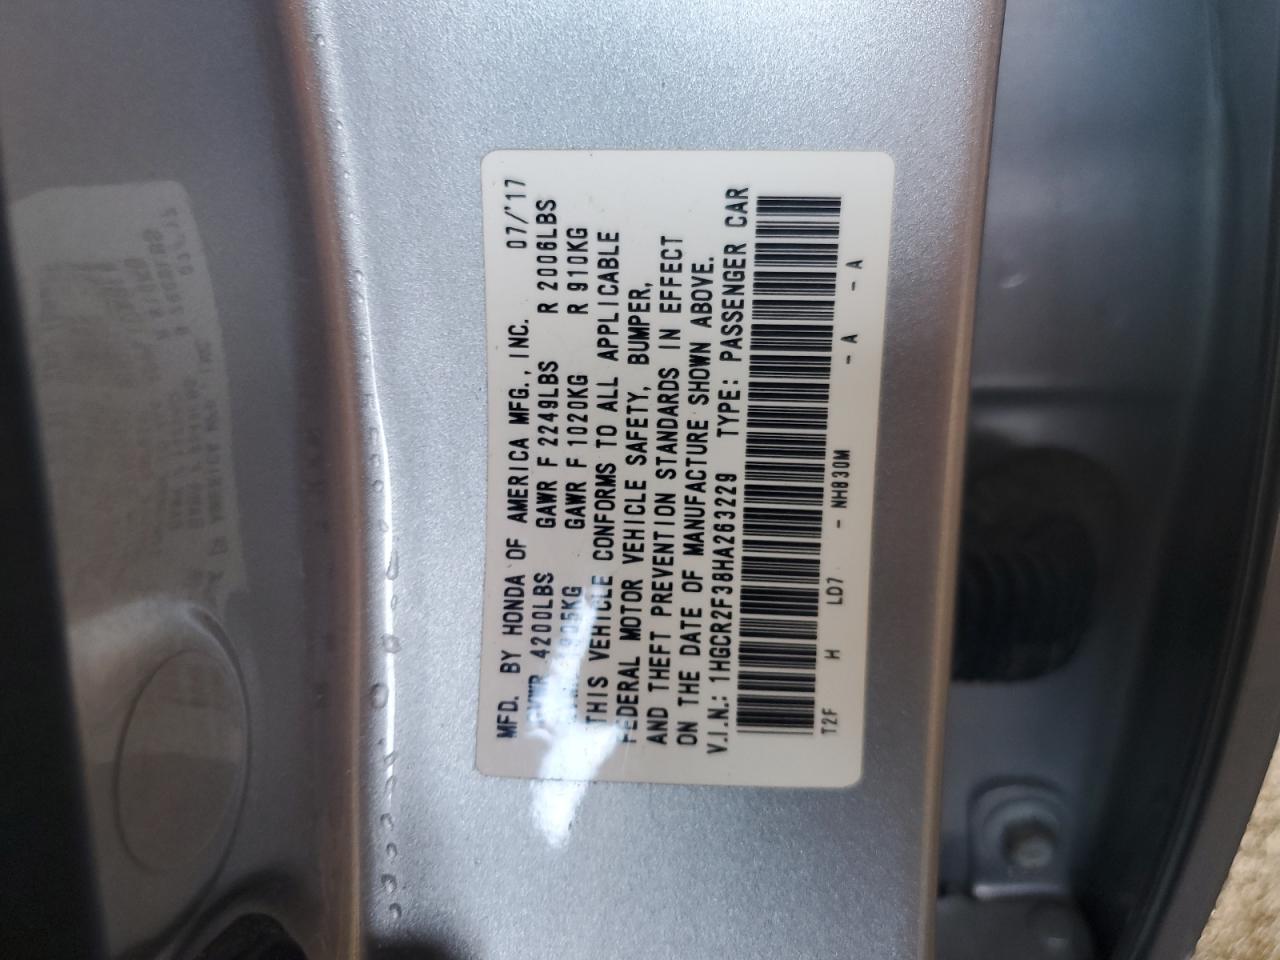 MFD. BY HONDA OF AMERICA MFG., INC. 07/'17
4200LBS GAWR F 2249LBS R 2006LBS
GAWR F 1020KG R 910KG
THIS VEHICLE CONFORMS TO ALL APPLICABLE
FEDERAL MOTOR VEHICLE SAFETY, BUMPER,
AND THEFT PREVENTION STANDARDS IN EFFECT
ON THE DATE OF MANUFACTURE SHOWN ABOVE.
V.I.N.: 1HGCR2F38HA263229 TYPE: PASSENGER CAR
T2F H LD7 - NH830M - A - A